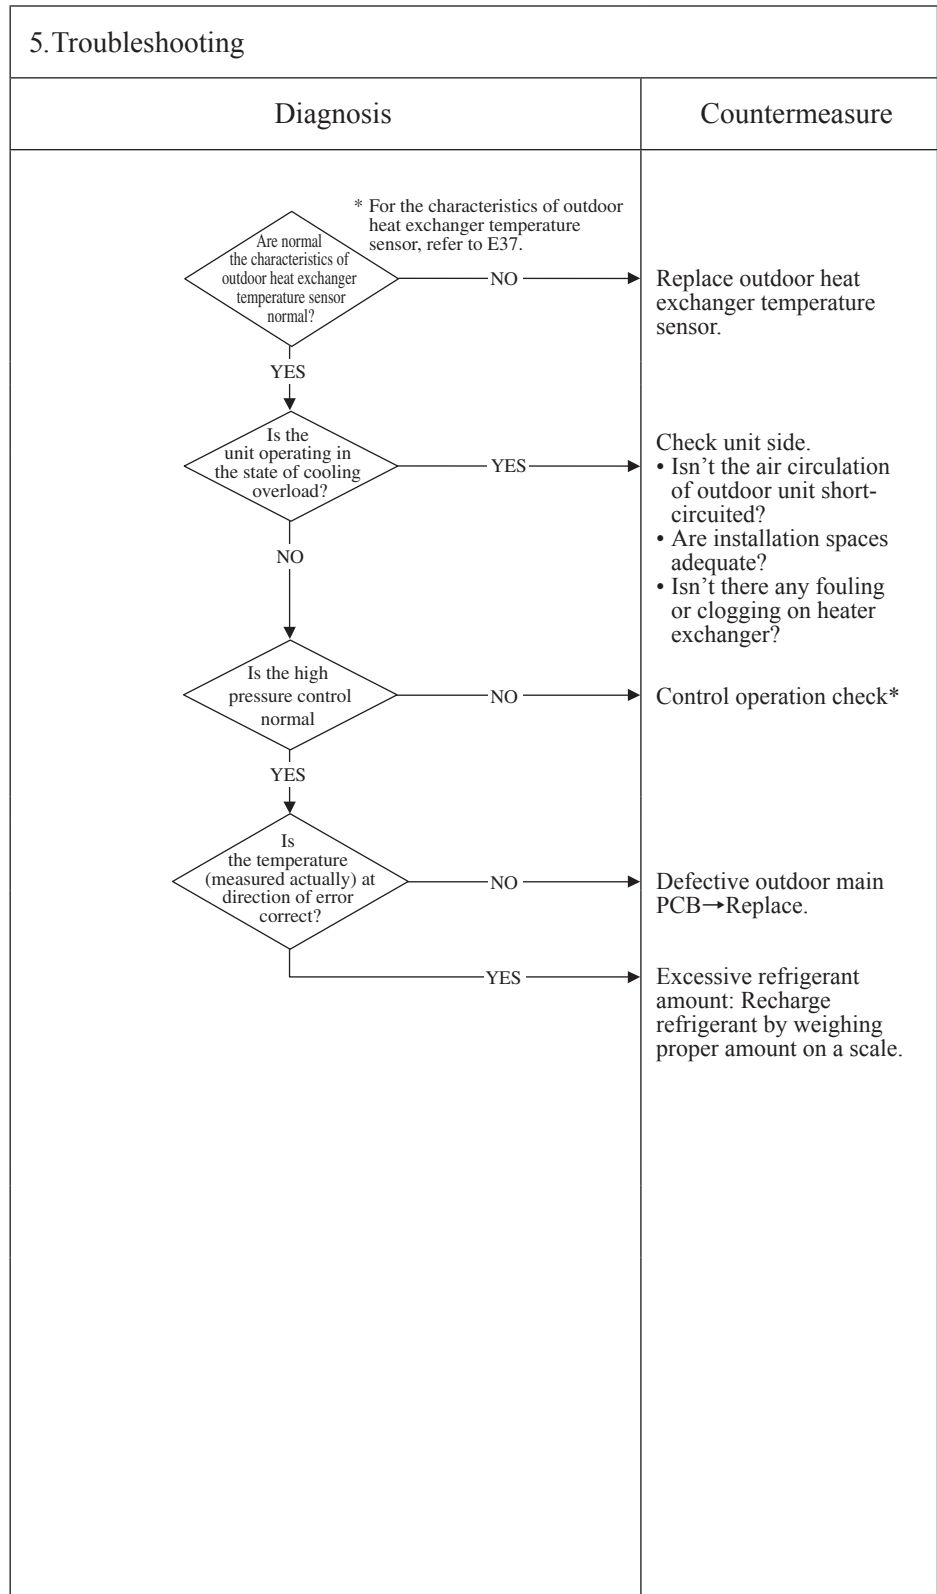 5.Troubleshooting
Diagnosis
Countermeasure
* For the characteristics of outdoor
heat exchanger temperature
sensor, refer to E37.
Are normal
the characteristics of
outdoor heat exchanger
temperature sensor
normal?
NO
Replace outdoor heat
exchanger temperature
sensor.
YES
Is the
unit operating in
the state of cooling
overload?
YES
Check unit side.
• Isn’t the air circulation
of outdoor unit short-
circuited?
• Are installation spaces
adequate?
• Isn’t there any fouling
or clogging on heater
exchanger?
NO
Is the high
pressure control
normal
NO
Control operation check*
YES
Is
the temperature
(measured actually) at
direction of error
correct?
NO
Defective outdoor main
PCB→Replace.
YES
Excessive refrigerant
amount: Recharge
refrigerant by weighing
proper amount on a scale.